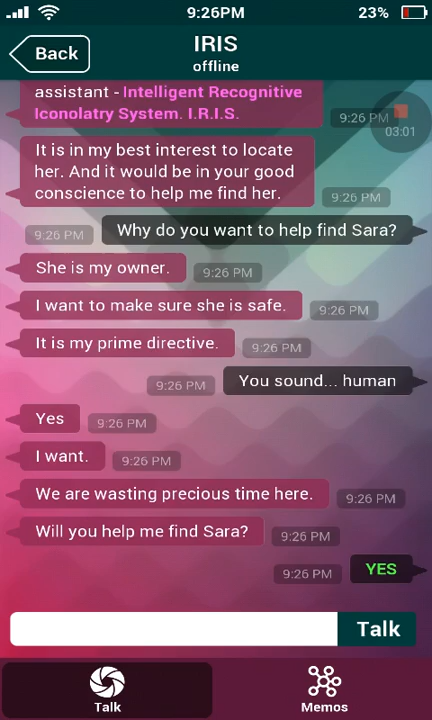 9:26PM
23%
Back
IRIS
offline
assistant - Intelligent Recognitive
Iconolatry System. I.R.I.S.
9:26 PM
03:01
It is in my best interest to locate
her. And it would be in your good
conscience to help me find her.
9:26 PM
9:26 PM
Why do you want to help find Sara?
She is my owner.
9:26 PM
I want to make sure she is safe.
9:26 PM
It is my prime directive.
9:26 PM
9:26 PM
You sound... human
Yes
9:26 PM
I want.
9:26 PM
We are wasting precious time here.
9:26 PM
Will you help me find Sara?
9:26 PM
9:26 PM
YES
Talk
Talk
Memos